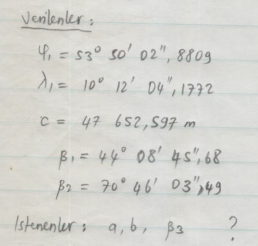 Verilenler:
φ₁ = 53° 50' 02",8809
λ₁ = 10° 12' 04",1772
c = 47 652,597 m
β₁ = 44° 08' 45",68
β₂ = 70° 46' 03",49
İstenenler: a, b, β₃ ?